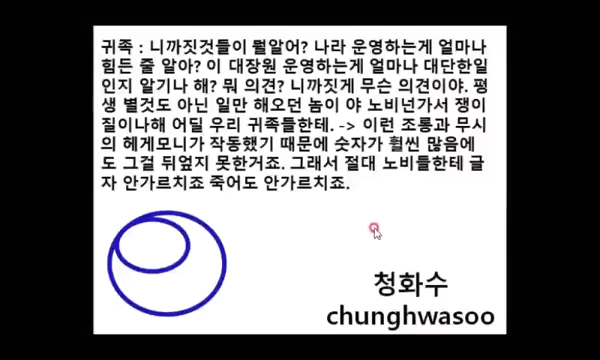 귀족 : 니까짓것들이 뭘알어? 나라 운영하는게 얼마나
힘든 줄 알아? 이 대장원 운영하는게 얼마나 대단한일
인지 알기나 해? 뭐 의견? 니까짓게 무슨 의견이야. 평
생 별것도 아닌 일만 해오던 놈이 야 노비넌가서 쟁이
질이나해 어딜 우리 귀족들한테. -> 이런 조롱과 무시
의 헤게모니가 작동했기 때문에 숫자가 훨씬 많음에
도 그걸 뒤엎지 못한거죠. 그래서 절대 노비들한테 글
자 안가르치죠 죽어도 안가르치죠.
청화수
chunghwasoo